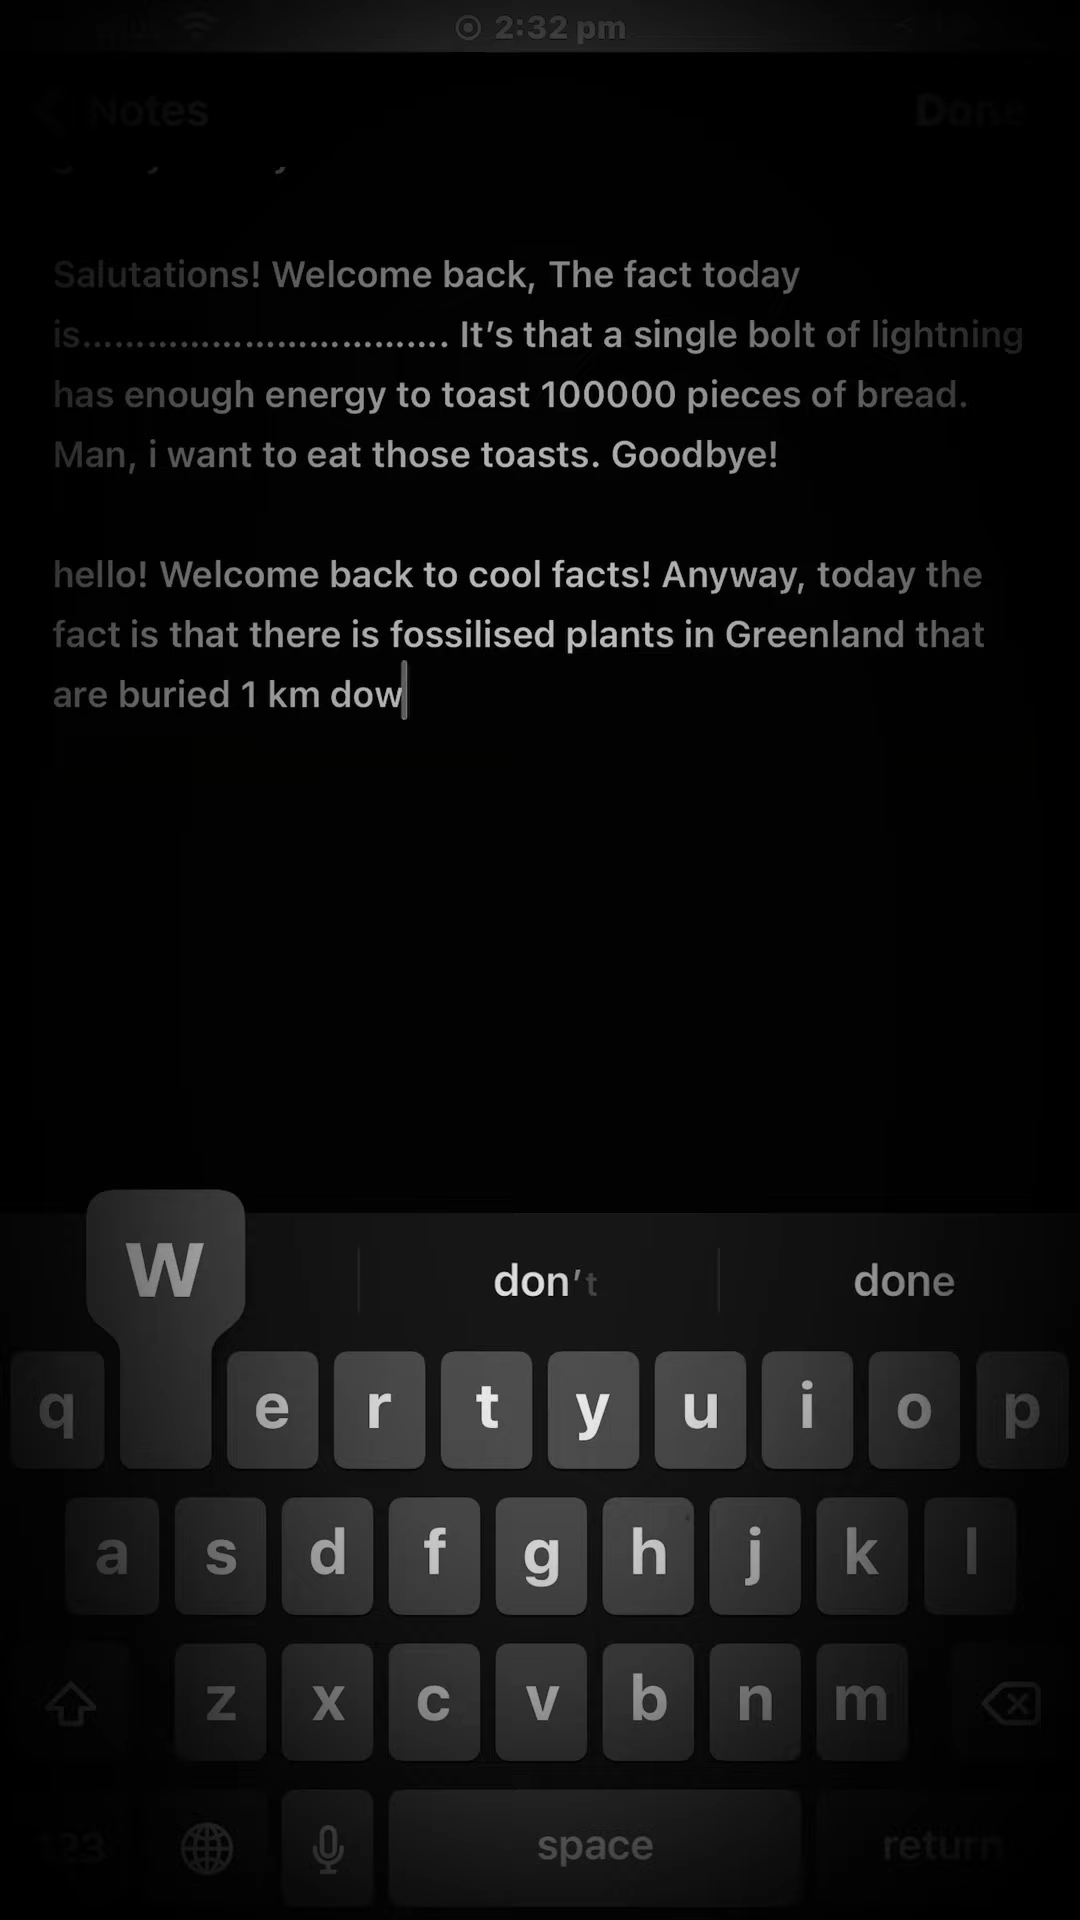 2:32 pm
Notes
Done
Salutations! Welcome back, The fact today
is................................. It's that a single bolt of lightning
has enough energy to toast 100000 pieces of bread.
Man, i want to eat those toasts. Goodbye!
hello! Welcome back to cool facts! Anyway, today the
fact is that there is fossilised plants in Greenland that
are buried 1 km dow
W
don't
done
q e r t y u i o p
a s d f g h j k l
z x c v b n m
123
space
return